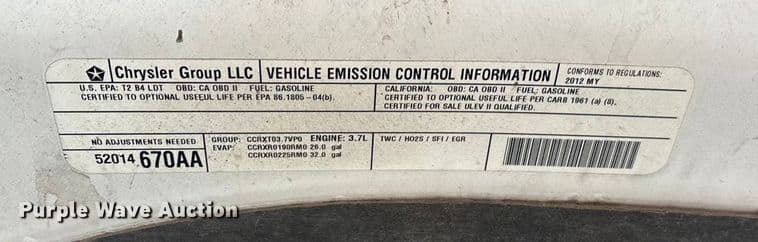 Chrysler Group LLC VEHICLE EMISSION CONTROL INFORMATION CONFORMS TO REGULATIONS:
2012 MY
U.S. EPA: T2 B4 LDT OBD: CA OBD II FUEL: GASOLINE
CERTIFIED TO OPTIONAL USEFUL LIFE PER EPA 86.1805-04(b).
CALIFORNIA: OBD: CA OBD II FUEL: GASOLINE
CERTIFIED TO OPTIONAL USEFUL LIFE PER CARB 1961 (a) (8).
CERTIFIED FOR SALE ULEV II QUALIFIED.
NO ADJUSTMENTS NEEDED
52014 670AA
GROUP: CCRXT03.7VP0 ENGINE: 3.7L
EVAP: CCRXR0190RM0 26.0 gal
CCRXR0225RM0 32.0 gal
TWC / HO2S / SFI / EGR
Purple Wave Auction